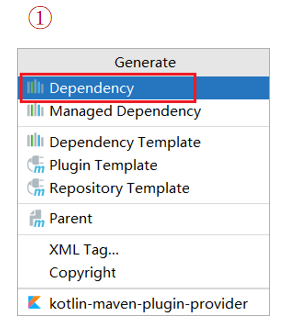 ①
Generate
Dependency
Managed Dependency
Dependency Template
Plugin Template
Repository Template
Parent
XML Tag...
Copyright
kotlin-maven-plugin-provider